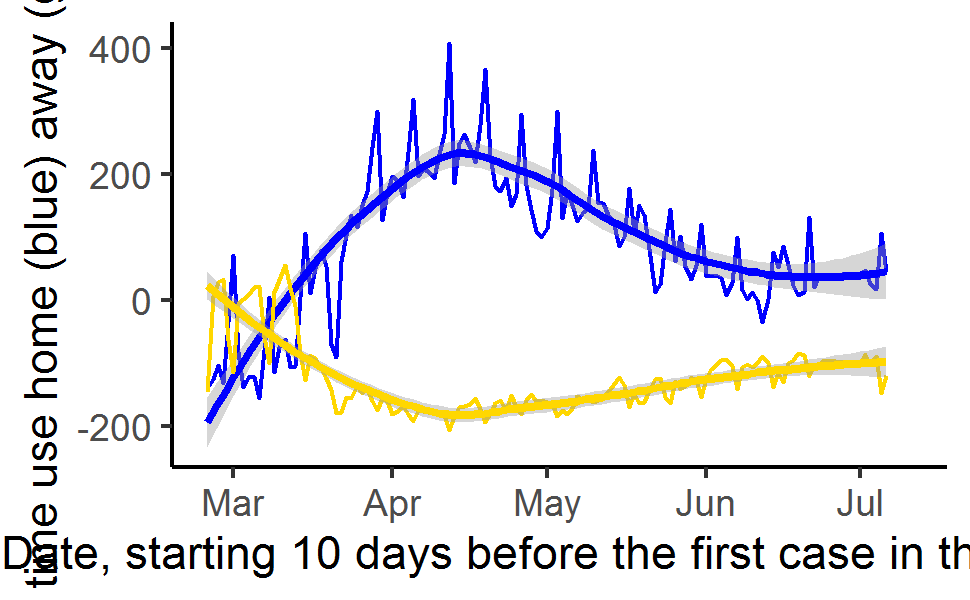 time use home (blue) away (
400
200
0
-200
Mar Apr May Jun Jul
Date, starting 10 days before the first case in th